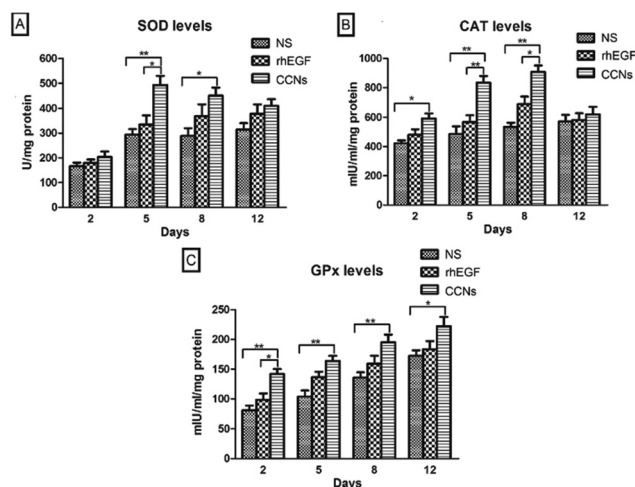 A
SOD levels
U/mg protein
600
500
400
300
200
100
0
**
*
*
NS
rhEGF
CCNs
2 5 8 12
Days
B
CAT levels
mIU/ml/mg protein
1000
800
600
400
200
0
*
**
**
**
*
NS
rhEGF
CCNs
2 5 8 12
Days
C
GPx levels
mIU/ml/mg protein
250
200
150
100
50
0
**
*
**
**
*
NS
rhEGF
CCNs
2 5 8 12
Days